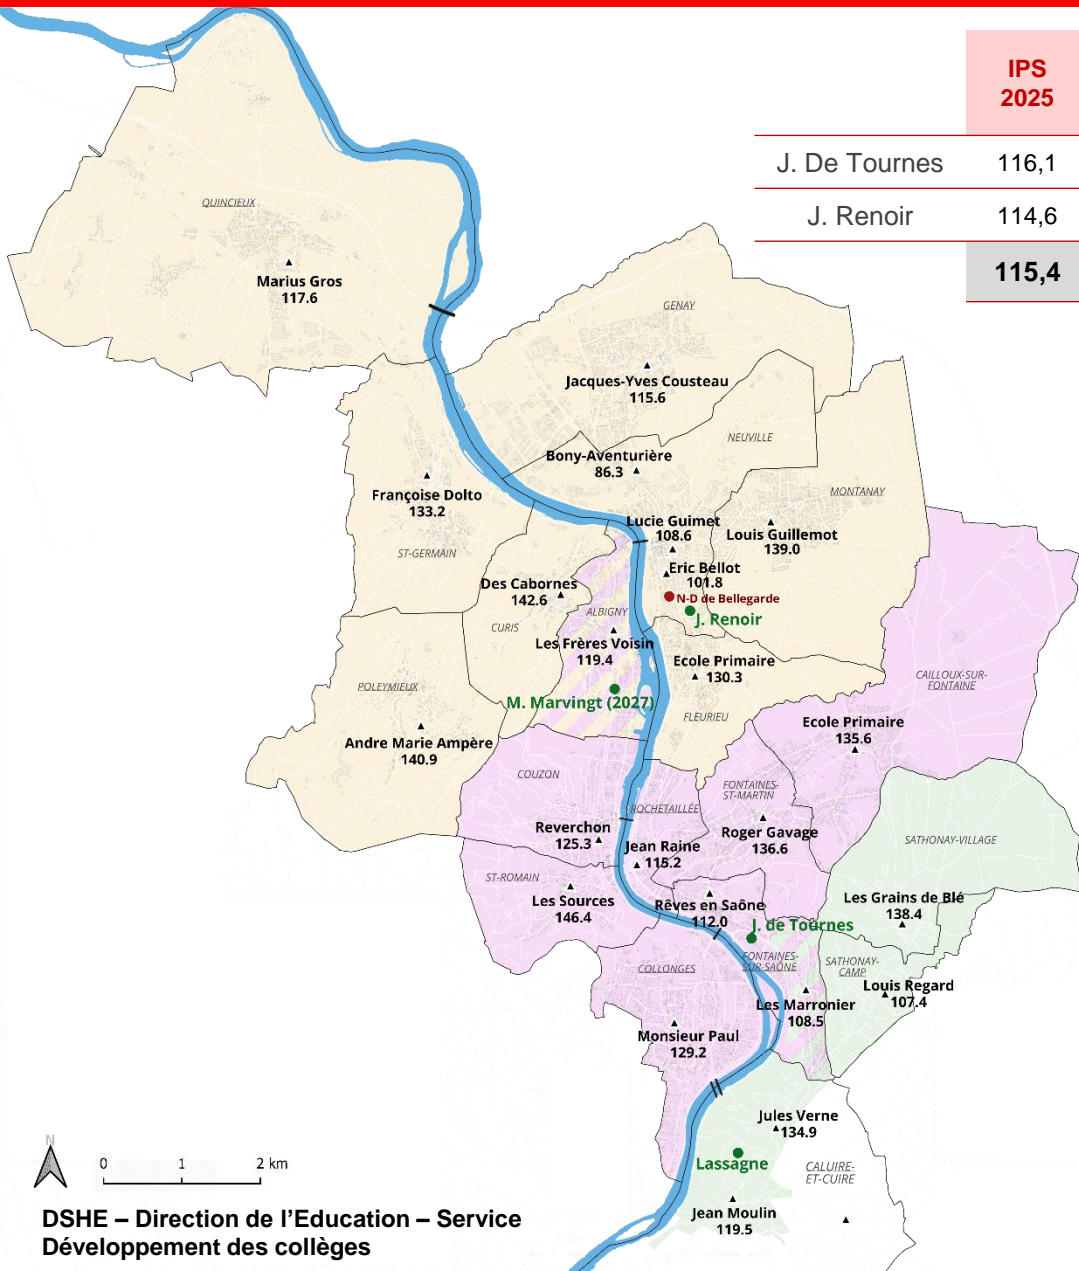 IPS
2025
J. De Tournes 116,1
J. Renoir 114,6
115,4
QUINCIEUX
Marius Gros
117.6
GENAY
Jacques-Yves Cousteau
115.6
NEUVILLE
Bony-Aventurière
86.3
MONTANAY
Françoise Dolto
133.2
Lucie Guimet
108.6
Louis Guillemot
139.0
ST-GERMAIN
Eric Bellot
101.8
Des Cabornes
142.6
N-D de Bellegarde
ALBIGNY
J. Renoir
CURIS
Les Frères Voisin
119.4
Ecole Primaire
130.3
CAILLOUX-SUR-
FONTAINE
POLEYMIEUX
M. Marvingt (2027)
FLEURIEU
Ecole Primaire
135.6
Andre Marie Ampère
140.9
COUZON
FONTAINES-
ST-MARTIN
ROCHETAILLÉE
Reverchon
125.3
Roger Gavage
136.6
SATHONAY-VILLAGE
Jean Raine
115.2
ST-ROMAIN
Les Sources
146.4
Rêves en Saône
112.0
Les Grains de Blé
138.4
J. de Tournes
FONTAINES-
SUR-SAÔNE
SATHONAY-
CAMP
COLLONGES
Louis Regard
107.4
Les Marronier
108.5
Monsieur Paul
129.2
Jules Verne
134.9
Lassagne
CALUIRE-
ET-CUIRE
Jean Moulin
119.5
N
0 1 2 km
DSHE – Direction de l'Education – Service
Développement des collèges